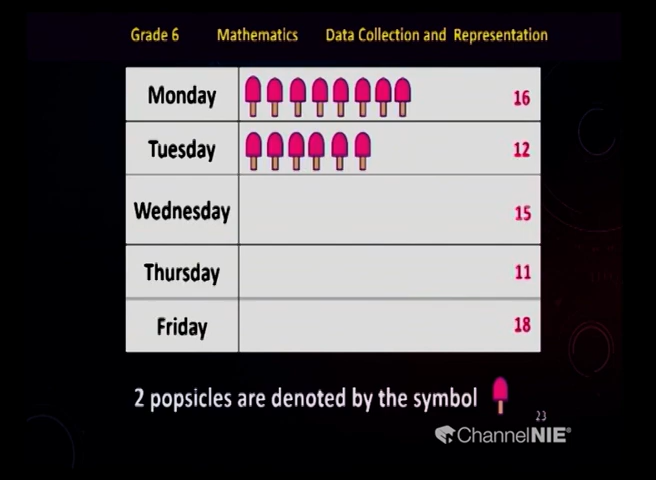 Grade 6 Mathematics Data Collection and Representation
Monday 16
Tuesday 12
Wednesday 15
Thursday 11
Friday 18
2 popsicles are denoted by the symbol
23
ChannelNIE®